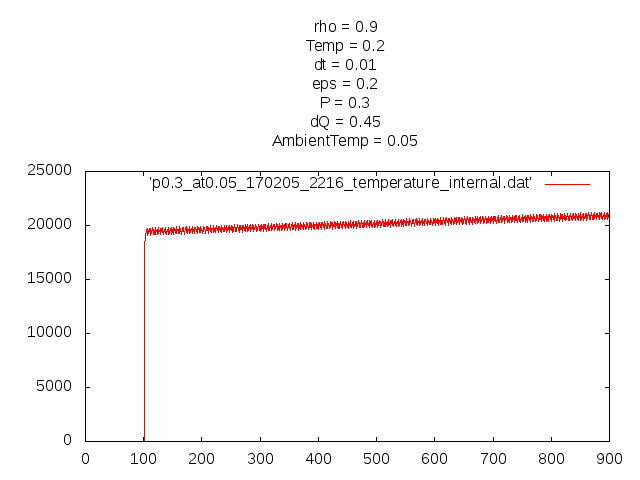 rho = 0.9
Temp = 0.2
dt = 0.01
eps = 0.2
P = 0.3
dQ = 0.45
AmbientTemp = 0.05
25000
'p0.3_at0.05_170205_2216_temperature_internal.dat'
20000
15000
10000
5000
0
0 100 200 300 400 500 600 700 800 900